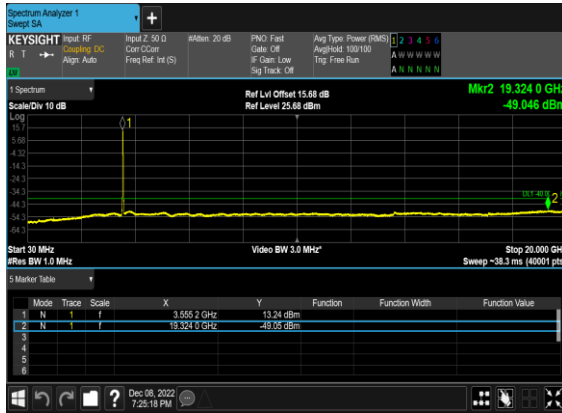 Spectrum Analyzer 1
Swept SA
+
KEYSIGHT Input: RF Input Z: 50 Ω #Atten: 20 dB PNO: Fast Avg Type: Power (RMS) 1 2 3 4 5 6
R T Coupling: DC Corr CCorr Gate: Off Avg|Hold: 100/100 A W W W W W
Align: Auto Freq Ref: Int (S) IF Gain: Low Trig: Free Run
LXI Sig Track: Off A N N N N N
1 Spectrum Ref Lvl Offset 15.68 dB Mkr2 19.324 0 GHz
Scale/Div 10 dB Ref Level 25.68 dBm -49.046 dBm
Log
15.7
5.68
-4.32
-14.3
-24.3
-34.3
-44.3
-54.3
-64.3
1
2
Start 30 MHz Video BW 3.0 MHz* Stop 20.000 GHz
#Res BW 1.0 MHz Sweep ~38.3 ms (40001 pts)
5 Marker Table
Mode Trace Scale X Y Function Function Width Function Value
1 N 1 f 3.555 2 GHz 13.24 dBm
2 N 1 f 19.324 0 GHz -49.05 dBm
3
4
5
6
? Dec 08, 2022
7:25:18 PM